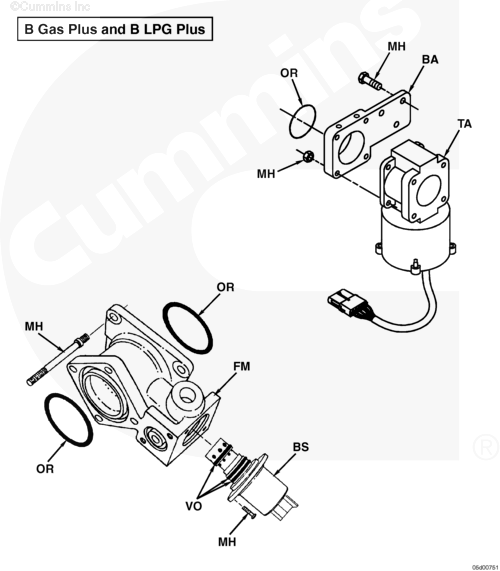 ©Cummins Inc
B Gas Plus and B LPG Plus
MH
BA
OR
TA
MH
OR
MH
FM
OR
BS
VO
MH
Cummins
®
05d00751